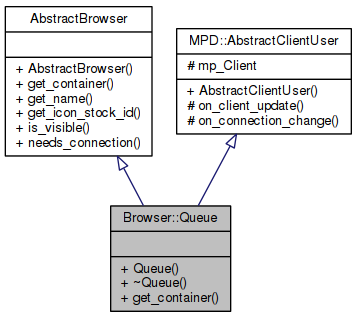 AbstractBrowser
+ AbstractBrowser()
+ get_container()
+ get_name()
+ get_icon_stock_id()
+ is_visible()
+ needs_connection()
MPD::AbstractClientUser
# mp_Client
+ AbstractClientUser()
# on_client_update()
# on_connection_change()
Browser::Queue
+ Queue()
+ ~Queue()
+ get_container()